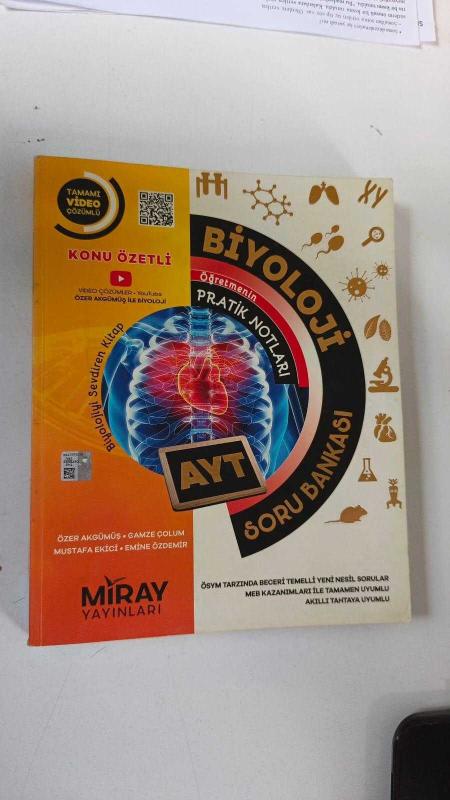 TAMAMI
VİDEO
ÇÖZÜMLÜ
KONU ÖZETLİ
VİDEO ÇÖZÜMLER • YouTube
ÖZER AKGÜMÜŞ İLE BİYOLOJİ
Biyolojiyi Sevdiren Kitap
BİYOLOJİ
Öğretmenin
PRATİK NOTLARI
AYT
SORU BANKASI
ÖZER AKGÜMÜŞ • GAMZE ÇOLUM
MUSTAFA EKİCİ • EMİNE ÖZDEMİR
MİRAY
YAYINLARI
ÖSYM TARZINDA BECERİ TEMELLİ YENİ NESİL SORULAR
MEB KAZANIMLARI İLE TAMAMEN UYUMLU
AKILLI TAHTAYA UYUMLU